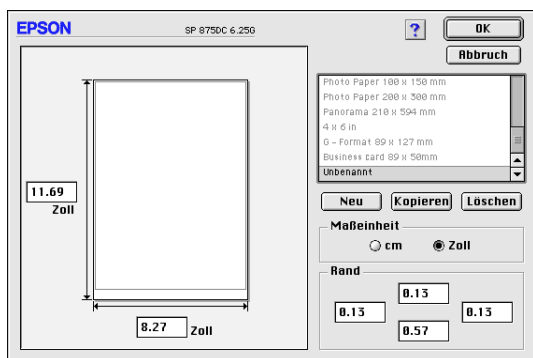 EPSON
SP 875DC 6.25G
?
OK
Abbruch
Photo Paper 100 x 150 mm
Photo Paper 200 x 300 mm
Panorama 210 x 594 mm
4 x 6 in
G - Format 89 x 127 mm
Business card 89 x 50mm
Unbenannt
Neu
Kopieren
Löschen
11.69
Zoll
8.27 Zoll
Maßeinheit
cm
Zoll
Rand
0.13
0.13
0.13
0.57